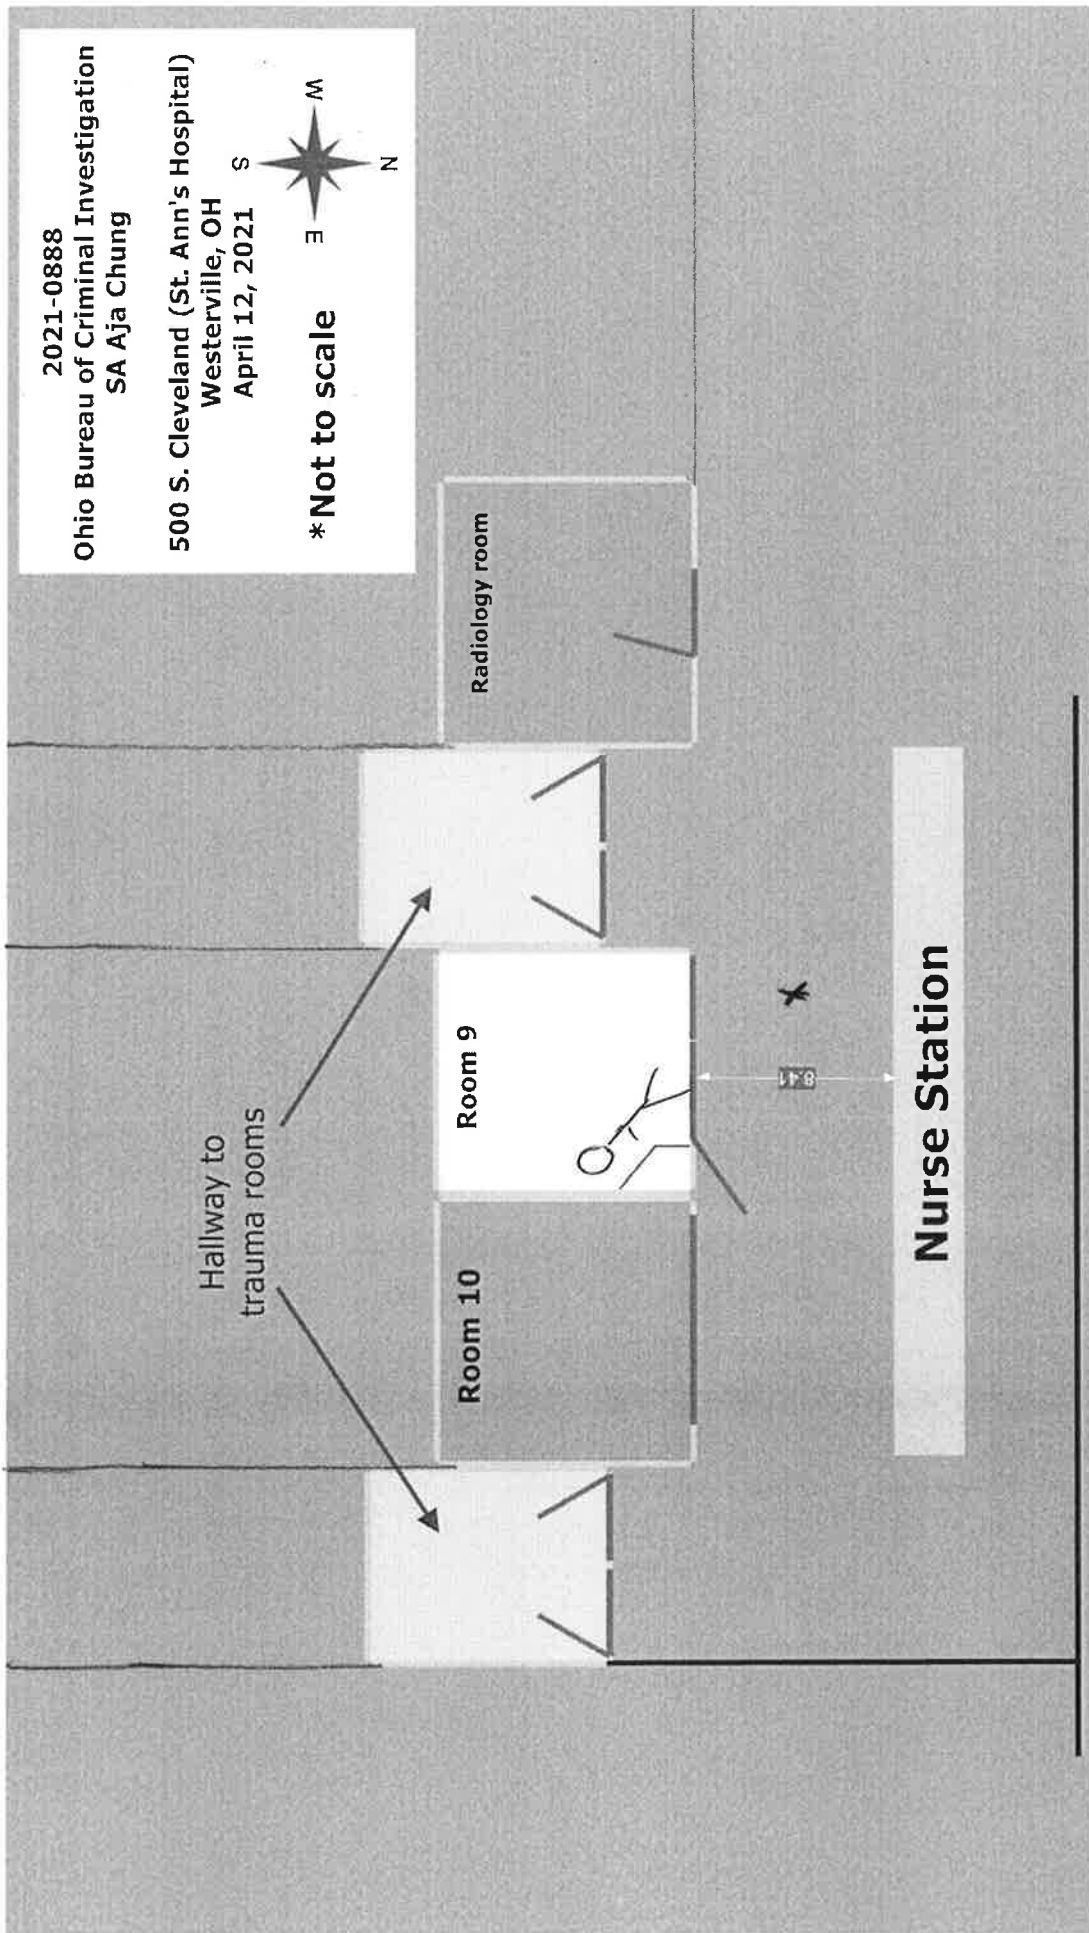 2021-0888
Ohio Bureau of Criminal Investigation
SA Aja Chung
500 S. Cleveland (St. Ann's Hospital)
Westerville, OH
April 12, 2021
*Not to scale
S
E
W
N
Hallway to
trauma rooms
Room 10
Room 9
Radiology room
8.41
X
Nurse Station